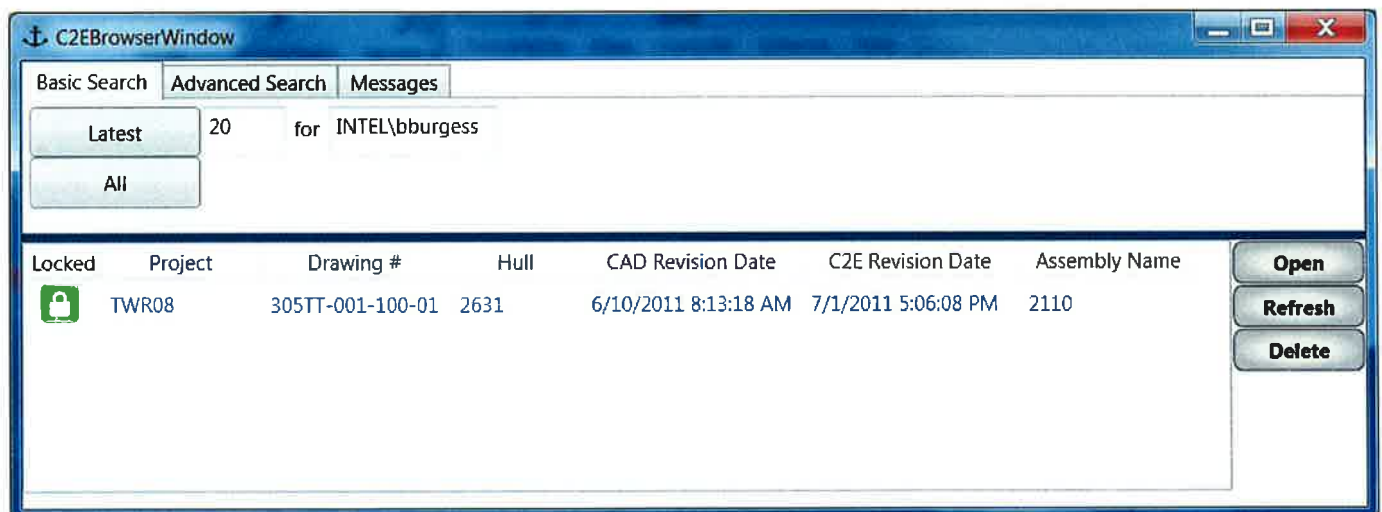 C2EBrowserWindow
Basic Search Advanced Search Messages
Latest 20 for INTEL\bburgess
All
Locked Project Drawing # Hull CAD Revision Date C2E Revision Date Assembly Name Open
TWR08 305TT-001-100-01 2631 6/10/2011 8:13:18 AM 7/1/2011 5:06:08 PM 2110 Refresh
Delete